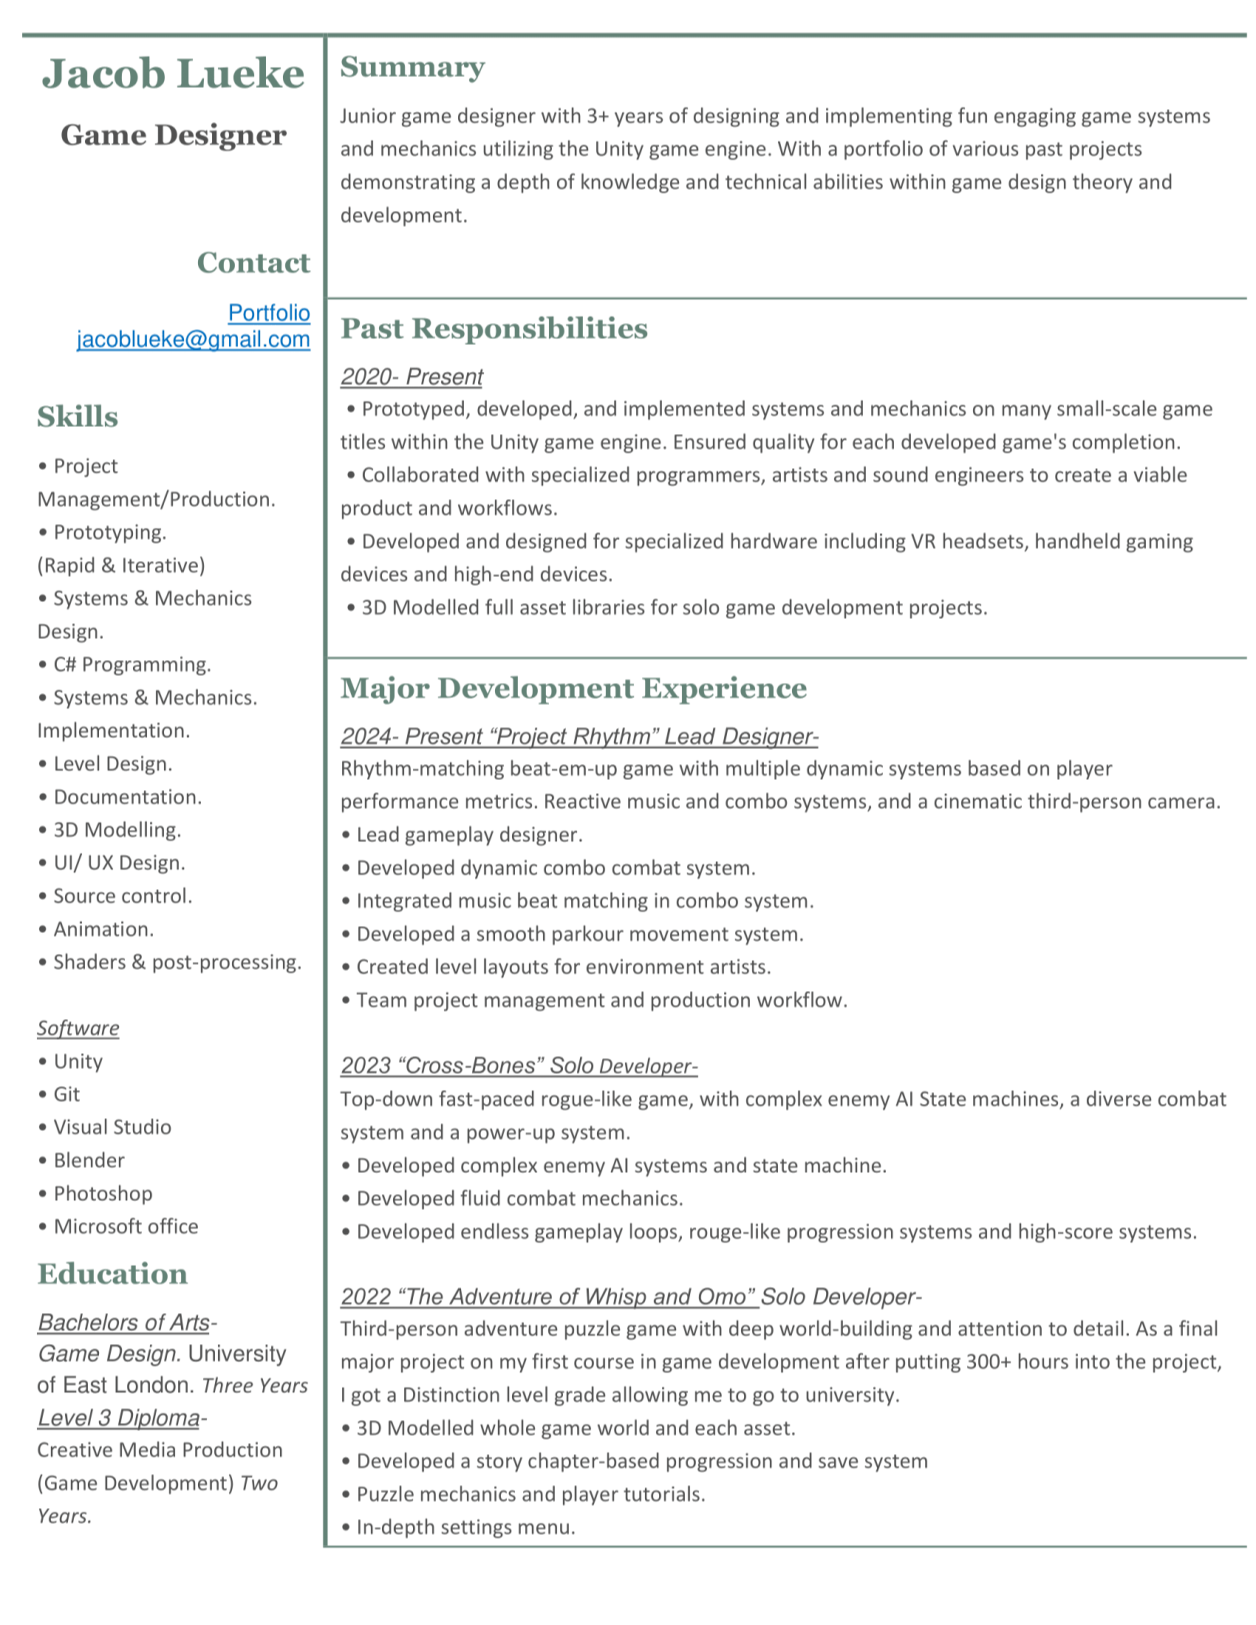 Jacob Lueke
Game Designer
Contact
Portfolio
jacoblueke@gmail.com
Skills
• Project
Management/Production.
• Prototyping.
(Rapid & Iterative)
• Systems & Mechanics
Design.
• C# Programming.
• Systems & Mechanics.
Implementation.
• Level Design.
• Documentation.
• 3D Modelling.
• UI/ UX Design.
• Source control.
• Animation.
• Shaders & post-processing.
Software
• Unity
• Git
• Visual Studio
• Blender
• Photoshop
• Microsoft office
Education
Bachelors of Arts-
Game Design. University
of East London. Three Years
Level 3 Diploma-
Creative Media Production
(Game Development) Two
Years.
Summary
Junior game designer with 3+ years of designing and implementing fun engaging game systems
and mechanics utilizing the Unity game engine. With a portfolio of various past projects
demonstrating a depth of knowledge and technical abilities within game design theory and
development.
Past Responsibilities
2020- Present
• Prototyped, developed, and implemented systems and mechanics on many small-scale game
titles within the Unity game engine. Ensured quality for each developed game's completion.
• Collaborated with specialized programmers, artists and sound engineers to create a viable
product and workflows.
• Developed and designed for specialized hardware including VR headsets, handheld gaming
devices and high-end devices.
• 3D Modelled full asset libraries for solo game development projects.
Major Development Experience
2024- Present “Project Rhythm” Lead Designer-
Rhythm-matching beat-em-up game with multiple dynamic systems based on player
performance metrics. Reactive music and combo systems, and a cinematic third-person camera.
• Lead gameplay designer.
• Developed dynamic combo combat system.
• Integrated music beat matching in combo system.
• Developed a smooth parkour movement system.
• Created level layouts for environment artists.
• Team project management and production workflow.
2023 “Cross-Bones” Solo Developer-
Top-down fast-paced rogue-like game, with complex enemy AI State machines, a diverse combat
system and a power-up system.
• Developed complex enemy AI systems and state machine.
• Developed fluid combat mechanics.
• Developed endless gameplay loops, rouge-like progression systems and high-score systems.
2022 “The Adventure of Whisp and Omo” Solo Developer-
Third-person adventure puzzle game with deep world-building and attention to detail. As a final
major project on my first course in game development after putting 300+ hours into the project,
I got a Distinction level grade allowing me to go to university.
• 3D Modelled whole game world and each asset.
• Developed a story chapter-based progression and save system
• Puzzle mechanics and player tutorials.
• In-depth settings menu.